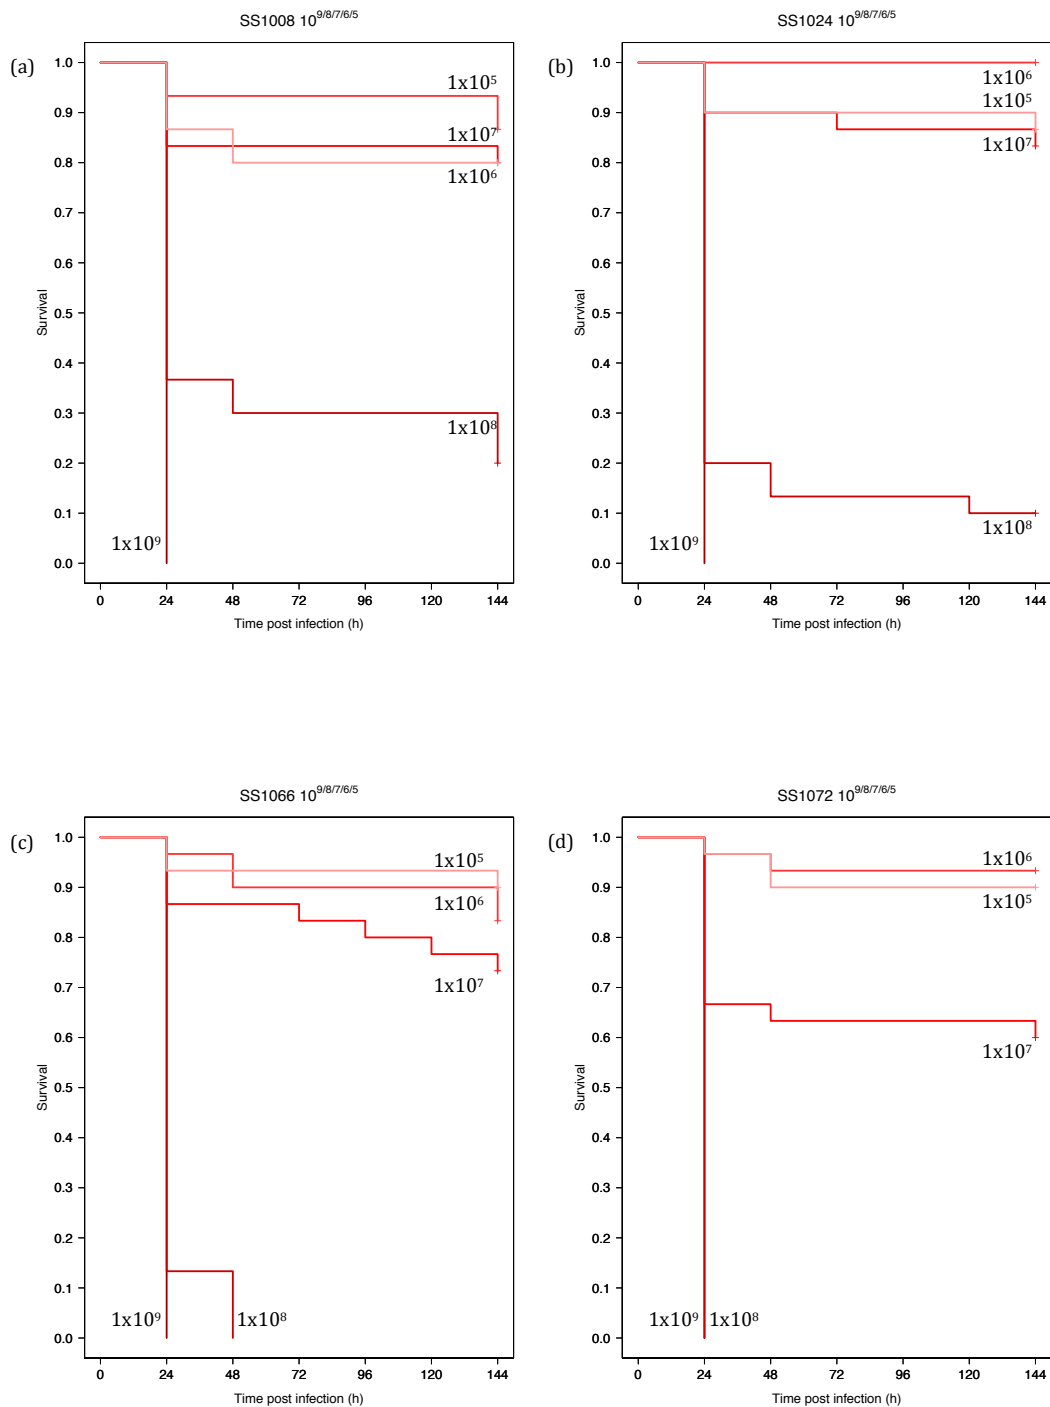 SS1008 10⁹/⁸/⁷/⁶/⁵
(a)
1.0
0.9
0.8
0.7
0.6
0.5
0.4
0.3
0.2
0.1
0.0
Survival
1x10⁵
1x10⁷
1x10⁶
1x10⁸
1x10⁹
0 24 48 72 96 120 144
Time post infection (h)
SS1024 10⁹/⁸/⁷/⁶/⁵
(b)
1.0
0.9
0.8
0.7
0.6
0.5
0.4
0.3
0.2
0.1
0.0
Survival
1x10⁶
1x10⁵
1x10⁷
1x10⁸
1x10⁹
0 24 48 72 96 120 144
Time post infection (h)
SS1066 10⁹/⁸/⁷/⁶/⁵
(c)
1.0
0.9
0.8
0.7
0.6
0.5
0.4
0.3
0.2
0.1
0.0
Survival
1x10⁵
1x10⁶
1x10⁷
1x10⁹ 1x10⁸
0 24 48 72 96 120 144
Time post infection (h)
SS1072 10⁹/⁸/⁷/⁶/⁵
(d)
1.0
0.9
0.8
0.7
0.6
0.5
0.4
0.3
0.2
0.1
0.0
Survival
1x10⁶
1x10⁵
1x10⁷
1x10⁹ 1x10⁸
0 24 48 72 96 120 144
Time post infection (h)